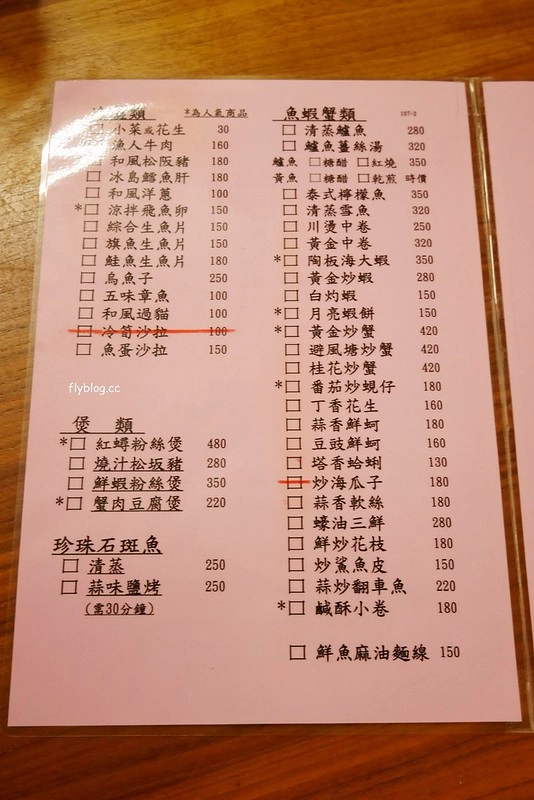 類 *為人氣商品
小菜或花生 30
漁人牛肉 160
和風松阪豬 180
冰島鱈魚肝 180
和風洋蔥 100
*涼拌飛魚卵 150
綜合生魚片 150
旗魚生魚片 150
鮭魚生魚片 180
烏魚子 250
五味章魚 100
和風過貓 100
冷筍沙拉 100
魚蛋沙拉 150
flyblog.cc
煲 類
*紅蟳粉絲煲 480
燒汁松坂豬 280
鮮蝦粉絲煲 350
*蟹肉豆腐煲 220
珍珠石斑魚
清蒸 250
蒜味鹽烤 250
(需30分鐘)
魚蝦蟹類 107-2
清蒸鱸魚 280
鱸魚薑絲湯 320
鱸魚 □糖醋 □紅燒 350
黃魚 □糖醋 □乾煎 時價
泰式檸檬魚 350
清蒸雪魚 320
川燙中卷 250
黃金中卷 320
*陶板海大蝦 350
黃金炒蝦 280
白灼蝦 150
*月亮蝦餅 150
*黃金炒蟹 420
避風塘炒蟹 420
桂花炒蟹 420
*番茄炒蜆仔 180
丁香花生 160
蒜香鮮蚵 180
豆豉鮮蚵 160
塔香蛤蜊 130
炒海瓜子 180
蒜香軟絲 180
蠔油三鮮 280
鮮炒花枝 180
炒鯊魚皮 150
蒜炒翻車魚 220
*鹹酥小卷 180
鮮魚麻油麵線 150